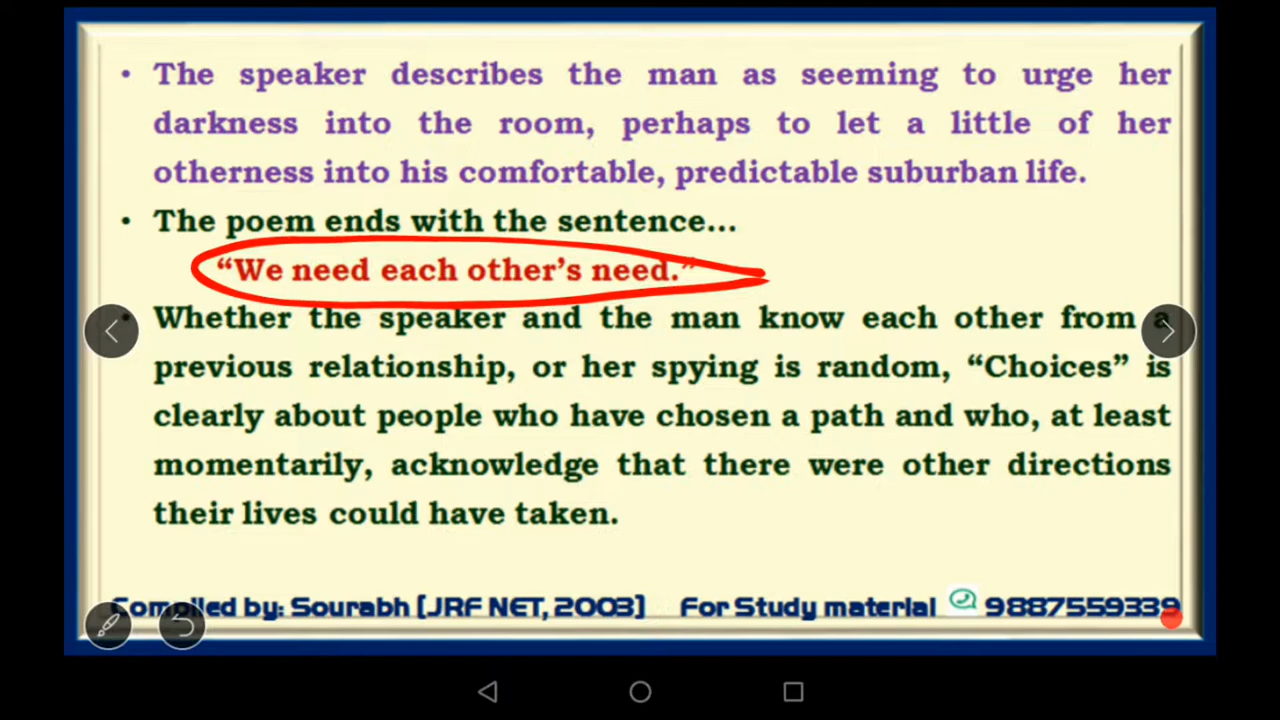 • The speaker describes the man as seeming to urge her
darkness into the room, perhaps to let a little of her
otherness into his comfortable, predictable suburban life.
• The poem ends with the sentence...
“We need each other’s need.”
• Whether the speaker and the man know each other from a
previous relationship, or her spying is random, “Choices” is
clearly about people who have chosen a path and who, at least
momentarily, acknowledge that there were other directions
their lives could have taken.
Compiled by: Sourabh [JRF NET, 2003] For Study material 9887559339